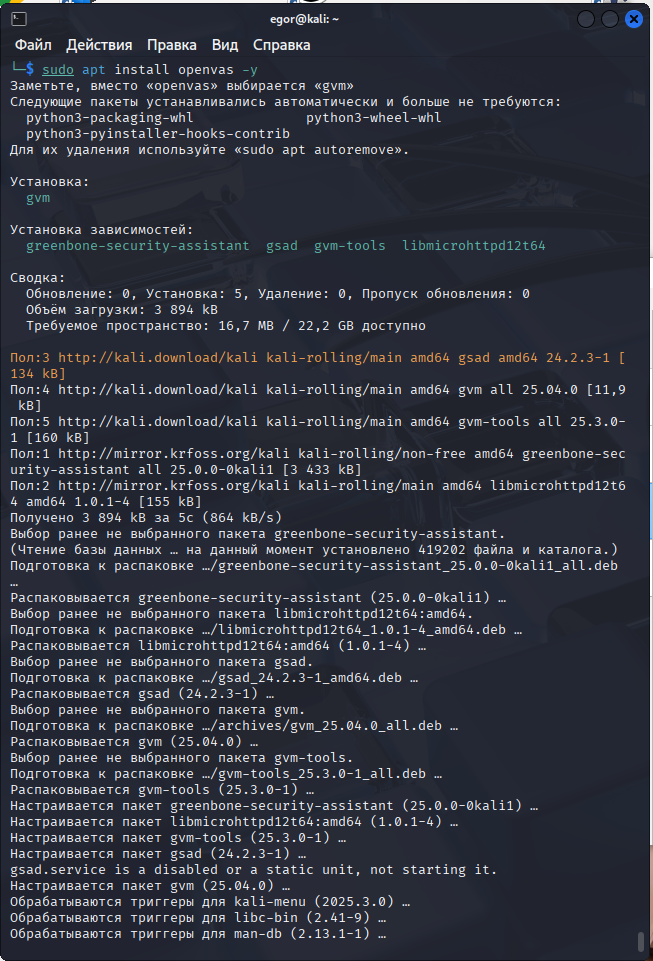 egor@kali: ~
Файл Действия Правка Вид Справка
└─$ sudo apt install openvas -y
Заметьте, вместо «openvas» выбирается «gvm»
Следующие пакеты устанавливались автоматически и больше не требуются:
python3-packaging-whl python3-wheel-whl
python3-pyinstaller-hooks-contrib
Для их удаления используйте «sudo apt autoremove».
Установка:
gvm
Установка зависимостей:
greenbone-security-assistant gsad gvm-tools libmicrohttpd12t64
Сводка:
Обновление: 0, Установка: 5, Удаление: 0, Пропуск обновления: 0
Объём загрузки: 3 894 kB
Требуемое пространство: 16,7 MB / 22,2 GB доступно
Пол:3 http://kali.download/kali kali-rolling/main amd64 gsad amd64 24.2.3-1 [
134 kB]
Пол:4 http://kali.download/kali kali-rolling/main amd64 gvm all 25.04.0 [11,9
kB]
Пол:5 http://kali.download/kali kali-rolling/main amd64 gvm-tools all 25.3.0-
1 [160 kB]
Пол:1 http://mirror.krfoss.org/kali kali-rolling/non-free amd64 greenbone-sec
urity-assistant all 25.0.0-0kali1 [3 433 kB]
Пол:2 http://mirror.krfoss.org/kali kali-rolling/main amd64 libmicrohttpd12t6
4 amd64 1.0.1-4 [155 kB]
Получено 3 894 kB за 5с (864 kB/s)
Выбор ранее не выбранного пакета greenbone-security-assistant.
(Чтение базы данных … на данный момент установлено 419202 файла и каталога.)
Подготовка к распаковке …/greenbone-security-assistant_25.0.0-0kali1_all.deb
…
Распаковывается greenbone-security-assistant (25.0.0-0kali1) …
Выбор ранее не выбранного пакета libmicrohttpd12t64:amd64.
Подготовка к распаковке …/libmicrohttpd12t64_1.0.1-4_amd64.deb …
Распаковывается libmicrohttpd12t64:amd64 (1.0.1-4) …
Выбор ранее не выбранного пакета gsad.
Подготовка к распаковке …/gsad_24.2.3-1_amd64.deb …
Распаковывается gsad (24.2.3-1) …
Выбор ранее не выбранного пакета gvm.
Подготовка к распаковке …/archives/gvm_25.04.0_all.deb …
Распаковывается gvm (25.04.0) …
Выбор ранее не выбранного пакета gvm-tools.
Подготовка к распаковке …/gvm-tools_25.3.0-1_all.deb …
Распаковывается gvm-tools (25.3.0-1) …
Настраивается пакет greenbone-security-assistant (25.0.0-0kali1) …
Настраивается пакет libmicrohttpd12t64:amd64 (1.0.1-4) …
Настраивается пакет gvm-tools (25.3.0-1) …
Настраивается пакет gsad (24.2.3-1) …
gsad.service is a disabled or a static unit, not starting it.
Настраивается пакет gvm (25.04.0) …
Обрабатываются триггеры для kali-menu (2025.3.0) …
Обрабатываются триггеры для libc-bin (2.41-9) …
Обрабатываются триггеры для man-db (2.13.1-1) …